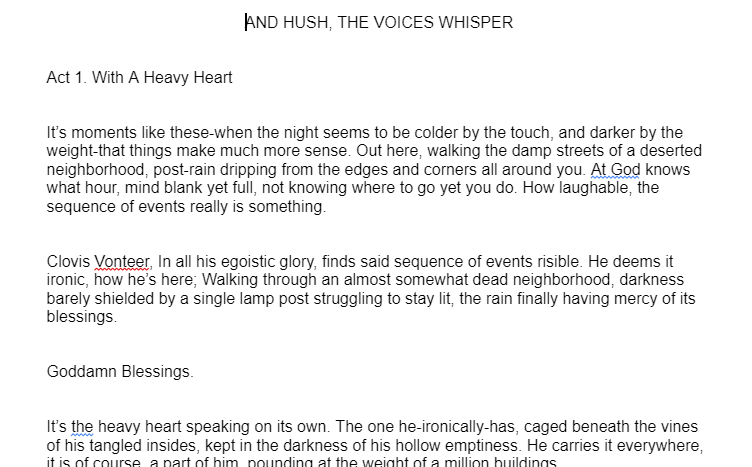 AND HUSH, THE VOICES WHISPER
Act 1. With A Heavy Heart
It's moments like these-when the night seems to be colder by the touch, and darker by the
weight-that things make much more sense. Out here, walking the damp streets of a deserted
neighborhood, post-rain dripping from the edges and corners all around you. At God knows
what hour, mind blank yet full, not knowing where to go yet you do. How laughable, the
sequence of events really is something.
Clovis Vonteer, In all his egoistic glory, finds said sequence of events risible. He deems it
ironic, how he's here; Walking through an almost somewhat dead neighborhood, darkness
barely shielded by a single lamp post struggling to stay lit, the rain finally having mercy of its
blessings.
Goddamn Blessings.
It's the heavy heart speaking on its own. The one he-ironically-has, caged beneath the vines
of his tangled insides, kept in the darkness of his hollow emptiness. He carries it everywhere,
it is of course, a part of him, pounding at the weight of a million buildings